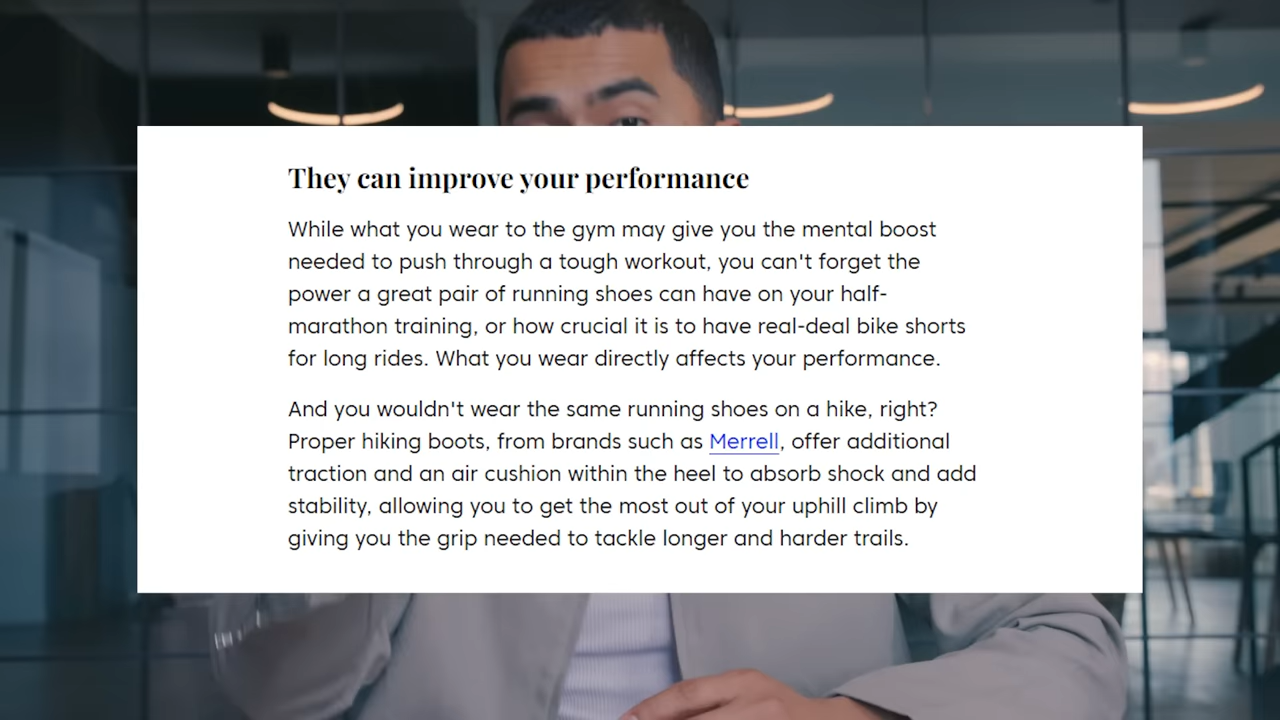 They can improve your performance
While what you wear to the gym may give you the mental boost
needed to push through a tough workout, you can't forget the
power a great pair of running shoes can have on your half-
marathon training, or how crucial it is to have real-deal bike shorts
for long rides. What you wear directly affects your performance.
And you wouldn't wear the same running shoes on a hike, right?
Proper hiking boots, from brands such as Merrell, offer additional
traction and an air cushion within the heel to absorb shock and add
stability, allowing you to get the most out of your uphill climb by
giving you the grip needed to tackle longer and harder trails.